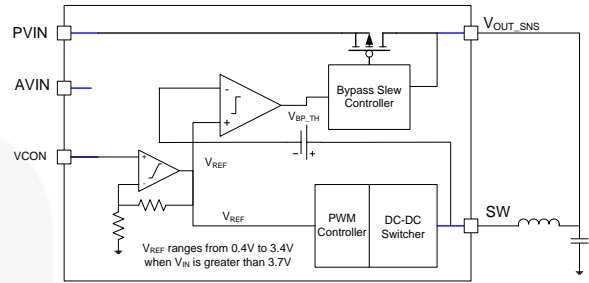 PVIN
VOUT_SNS
AVIN
Bypass Slew
Controller
-
+
VBP_TH
- +
VCON
+
-
VREF
VREF
PWM
Controller
DC-DC
Switcher
SW
VREF ranges from 0.4V to 3.4V
when VIN is greater than 3.7V